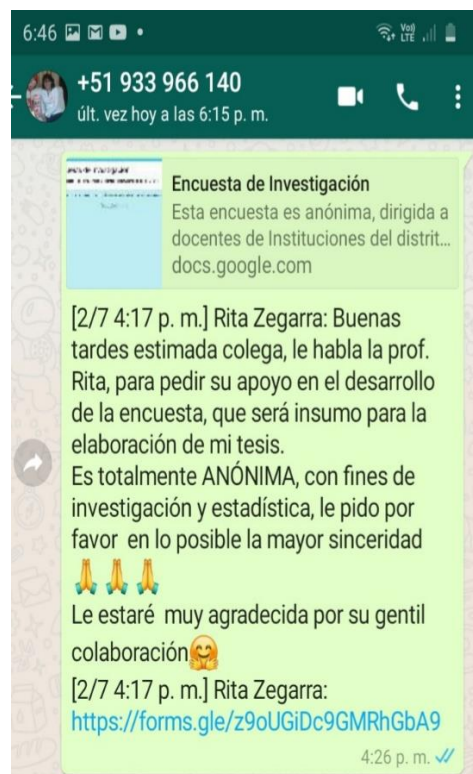 6:46
Vo)) LTE
+51 933 966 140
últ. vez hoy a las 6:15 p. m.
Encuesta de Investigación
Esta encuesta es anónima, dirigida a
docentes de Instituciones del distrit...
docs.google.com
[2/7 4:17 p. m.] Rita Zegarra: Buenas
tardes estimada colega, le habla la prof.
Rita, para pedir su apoyo en el desarrollo
de la encuesta, que será insumo para la
elaboración de mi tesis.
Es totalmente ANÓNIMA, con fines de
investigación y estadística, le pido por
favor en lo posible la mayor sinceridad
🙏🙏🙏
Le estaré muy agradecida por su gentil
colaboración🤗
[2/7 4:17 p. m.] Rita Zegarra:
https://forms.gle/z9oUGiDc9GMRhGbA9
4:26 p. m.